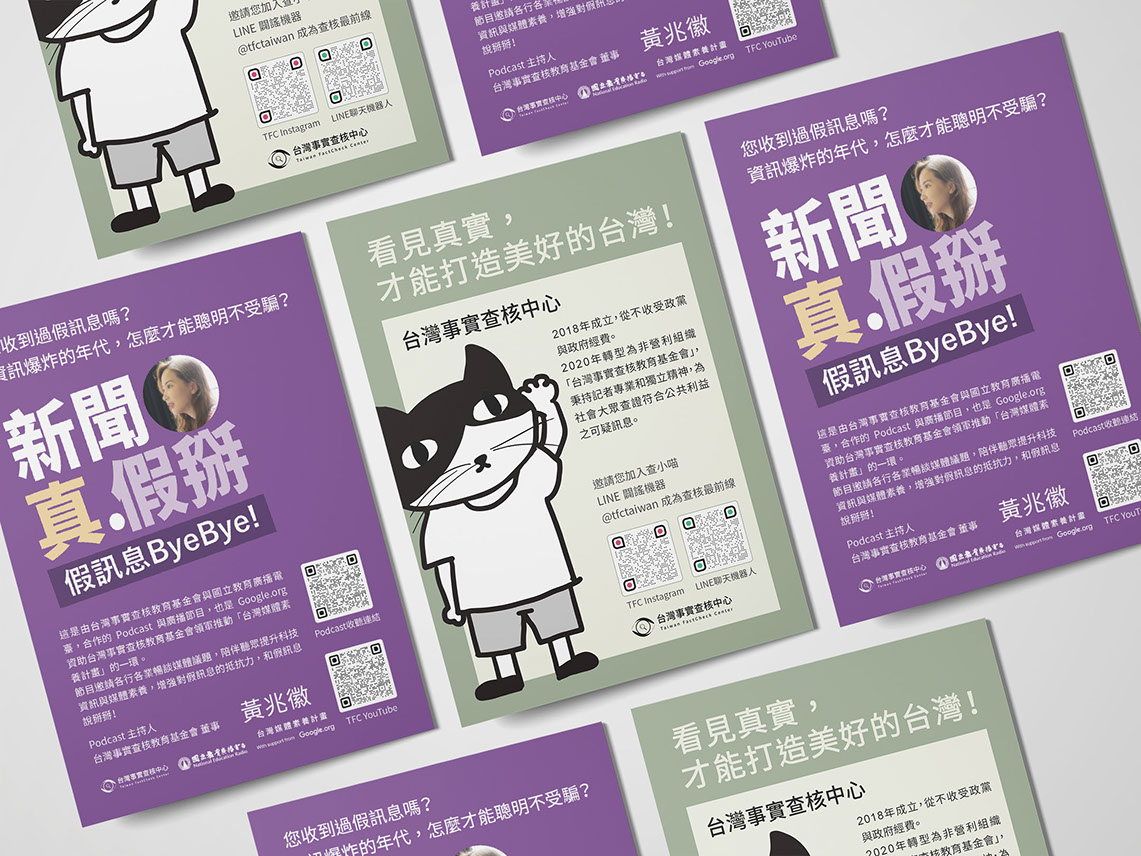 邀請您加入查小喵
LINE 闢謠機器
@tfctaiwan 成為查核最前線
TFC Instagram
LINE聊天機器人
台灣事實查核中心
Taiwan FactCheck Center
節目邀請各行各業暢談媒體議題，陪伴聽眾提升科技
資訊與媒體素養，增強對假訊息的抵抗力，和假訊息
說掰掰！
Podcast 主持人
台灣事實查核教育基金會 董事
黃兆徽
TFC YouTube
台灣事實查核中心
Taiwan FactCheck Center
國立教育廣播電台
National Education Radio
台灣媒體素養計畫
With support from Google.org
收到過假訊息嗎？
資訊爆炸的年代，怎麼才能聰明不受騙？
新聞
真.假掰
假訊息ByeBye!
這是由台灣事實查核教育基金會與國立教育廣播電
臺，合作的 Podcast 與廣播節目，也是 Google.org
資助台灣事實查核教育基金會領軍推動「台灣媒體素
養計畫」的一環。
節目邀請各行各業暢談媒體議題，陪伴聽眾提升科技
資訊與媒體素養，增強對假訊息的抵抗力，和假訊息
說掰掰！
Podcast收聽連結
Podcast 主持人
台灣事實查核教育基金會 董事
黃兆徽
TFC YouTube
台灣事實查核中心
Taiwan FactCheck Center
國立教育廣播電台
National Education Radio
台灣媒體素養計畫
With support from Google.org
看見真實，
才能打造美好的台灣！
台灣事實查核中心
2018年成立，從不收受政黨
與政府經費。
2020年轉型為非營利組織
「台灣事實查核教育基金會」，
秉持記者專業和獨立精神，為
社會大眾查證符合公共利益
之可疑訊息。
邀請您加入查小喵
LINE 闢謠機器
@tfctaiwan 成為查核最前線
TFC Instagram
LINE聊天機器人
台灣事實查核中心
Taiwan FactCheck Center
您收到過假訊息嗎？
資訊爆炸的年代，怎麼才能聰明不受騙？
新聞
真.假掰
假訊息ByeBye!
這是由台灣事實查核教育基金會與國立教育廣播電
臺，合作的 Podcast 與廣播節目，也是 Google.org
資助台灣事實查核教育基金會領軍推動「台灣媒體素
養計畫」的一環。
節目邀請各行各業暢談媒體議題，陪伴聽眾提升科技
資訊與媒體素養，增強對假訊息的抵抗力，和假訊息
說掰掰！
Podcast收聽連結
Podcast 主持人
台灣事實查核教育基金會 董事
黃兆徽
TFC YouT
台灣事實查核中心
Taiwan FactCheck Center
國立教育廣播電台
National Education Radio
台灣媒體素養計畫
With support from Google.org
您收到過假訊息嗎？
資訊爆炸的年代，怎麼才能聰明不受騙？
看見真實，
才能打造美好的台灣！
台灣事實查核中心
2018年成立，從不收受政黨
與政府經費。
2020年轉型為非營利組織
「台灣事實查核教育基金會」，